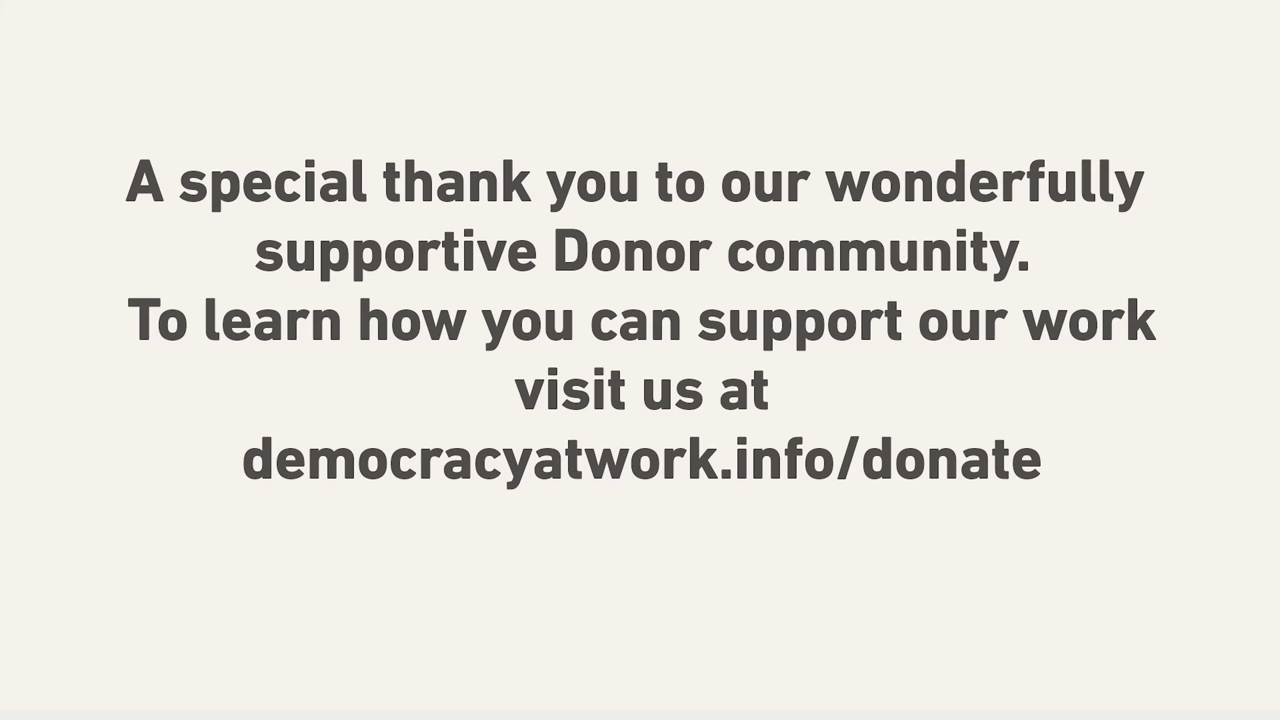 A special thank you to our wonderfully
supportive Donor community.
To learn how you can support our work
visit us at
democracyatwork.info/donate